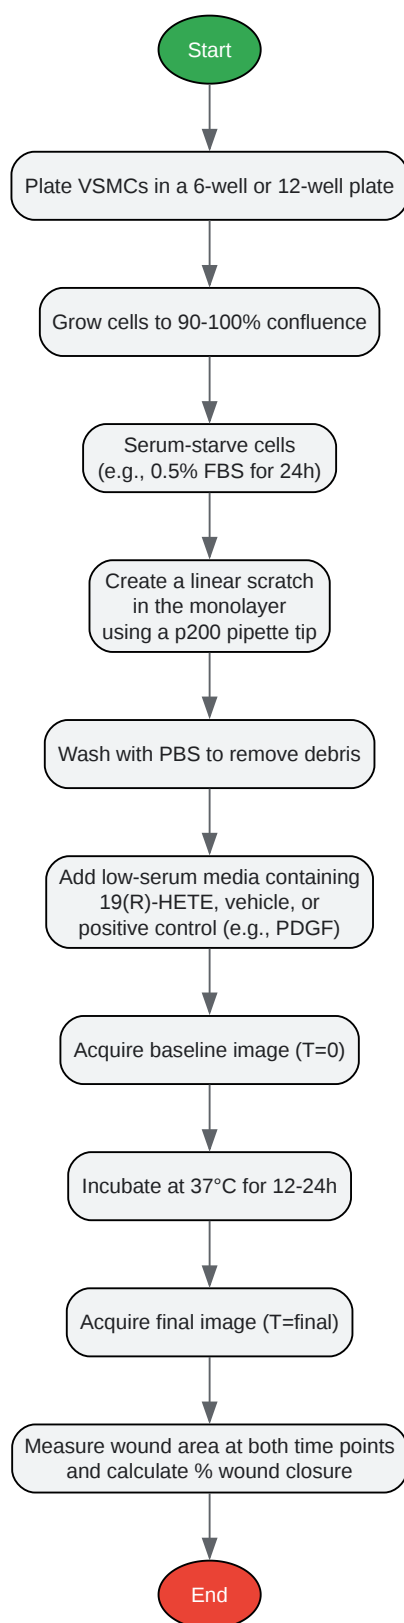 Start
Plate VSMCs in a 6-well or 12-well plate
Grow cells to 90-100% confluence
Serum-starve cells
(e.g., 0.5% FBS for 24h)
Create a linear scratch
in the monolayer
using a p200 pipette tip
Wash with PBS to remove debris
Add low-serum media containing
19(R)-HETE, vehicle, or
positive control (e.g., PDGF)
Acquire baseline image (T=0)
Incubate at 37°C for 12-24h
Acquire final image (T=final)
Measure wound area at both time points
and calculate % wound closure
End